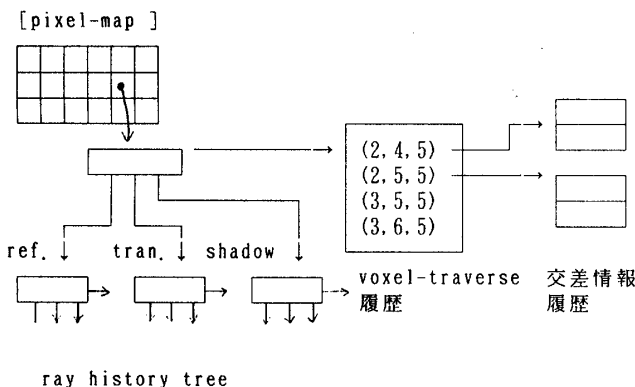 [pixel-map ]
(2,4,5)
(2,5,5)
(3,5,5)
(3,6,5)
ref. tran. shadow
voxel-traverse
履歴
交差情報
履歴
ray history tree